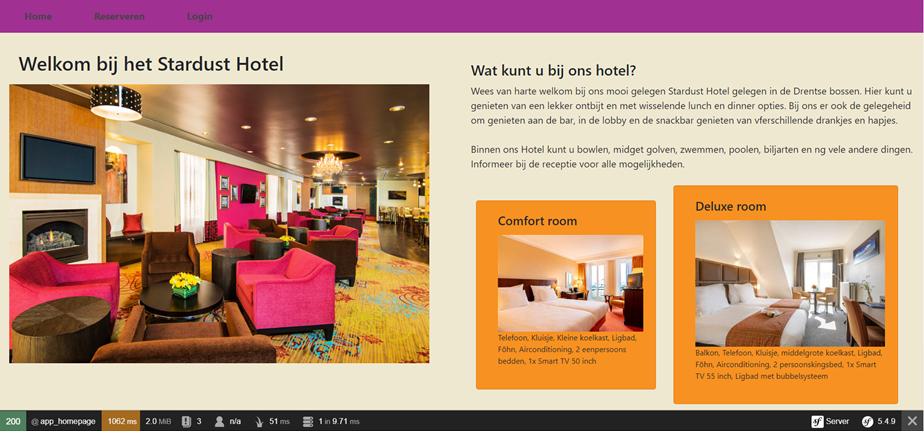 Home Reserveren Login
Welkom bij het Stardust Hotel
Wat kunt u bij ons hotel?
Wees van harte welkom bij ons mooi gelegen Stardust Hotel gelegen in de Drentse bossen. Hier kunt u
genieten van een lekker ontbijt en met wisselende lunch en dinner opties. Bij ons er ook de gelegeheid
om genieten aan de bar, in de lobby en de snackbar genieten van vferschillende drankjes en hapjes.
Binnen ons Hotel kunt u bowlen, midget golven, zwemmen, poolen, biljarten en ng vele andere dingen.
Informeer bij de receptie voor alle mogelijkheden.
Comfort room
Telefoon, Kluisje, Kleine koelkast, Ligbad,
Föhn, Airconditioning, 2 eenpersoons
bedden, 1x Smart TV 50 inch
Deluxe room
Balkon, Telefoon, Kluisje, middelgrote koelkast, Ligbad,
Föhn, Airconditioning, 2 persoonskingsbed, 1x Smart
TV 55 inch, Ligbad met bubbelsysteem
200 @ app_homepage 1062 ms 2.0 MiB 3 n/a 51 ms 1 in 9.71 ms Server 5.4.9